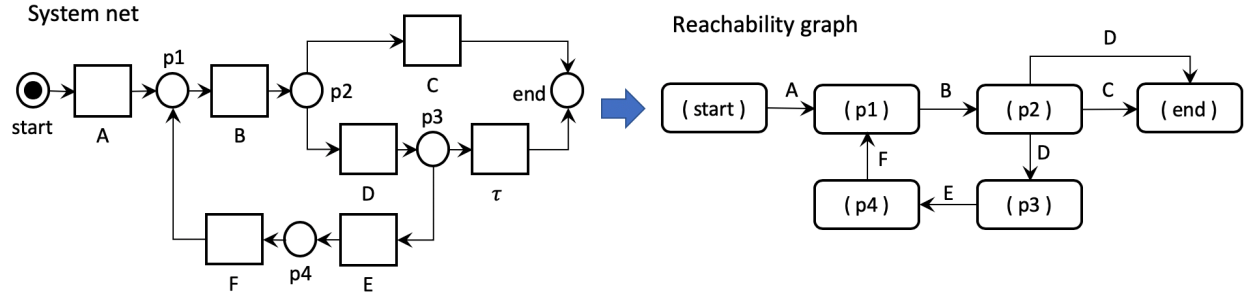 System net
start
A
p1
B
p2
C
end
D
p3
τ
F
p4
E
Reachability graph
( start )
A
( p1 )
B
( p2 )
D
C
( end )
F
D
( p4 )
E
( p3 )